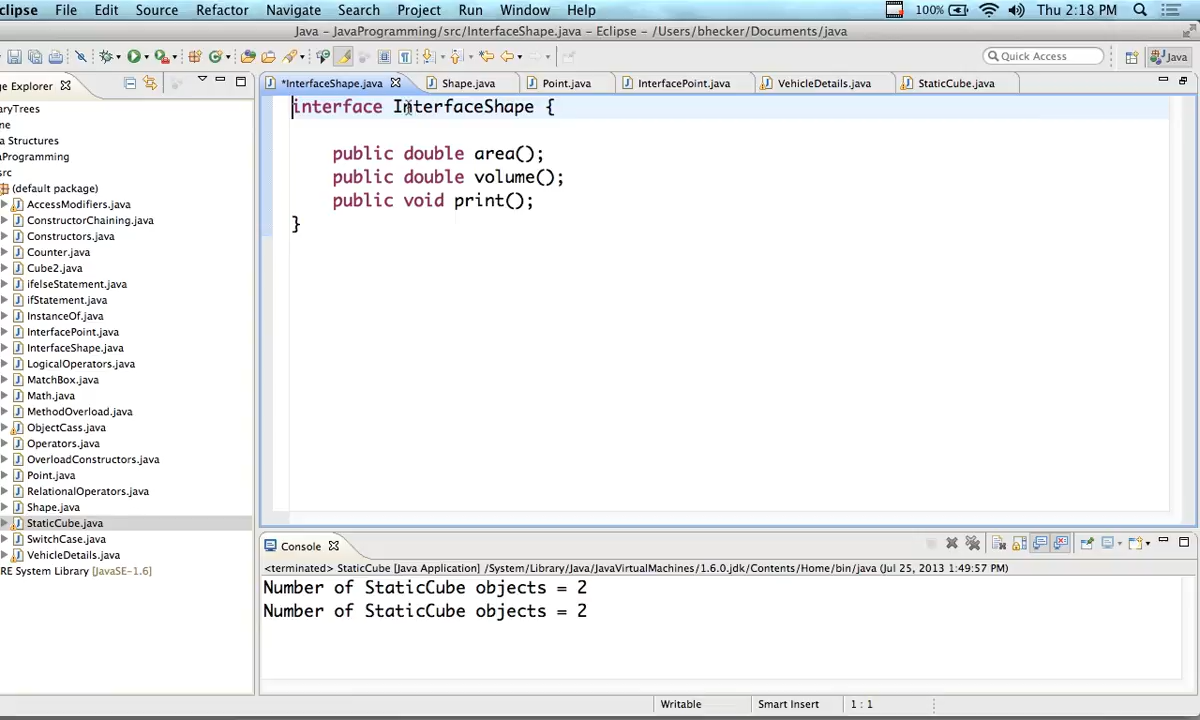 clipse File Edit Source Refactor Navigate Search Project Run Window Help 100% Thu 2:18 PM
Java - JavaProgramming/src/InterfaceShape.java - Eclipse - /Users/bhecker/Documents/java
Quick Access Java
ge Explorer *InterfaceShape.java Shape.java Point.java InterfacePoint.java VehicleDetails.java StaticCube.java
aryTrees
ne
a Structures
aProgramming
src
(default package)
AccessModifiers.java
ConstructorChaining.java
Constructors.java
Counter.java
Cube2.java
ifelseStatement.java
ifStatement.java
InstanceOf.java
InterfacePoint.java
InterfaceShape.java
LogicalOperators.java
MatchBox.java
Math.java
MethodOverload.java
ObjectCass.java
Operators.java
OverloadConstructors.java
Point.java
RelationalOperators.java
Shape.java
StaticCube.java
SwitchCase.java
VehicleDetails.java
RE System Library [JavaSE-1.6]
interface InterfaceShape {
public double area();
public double volume();
public void print();
}
Console
<terminated> StaticCube [Java Application] /System/Library/Java/JavaVirtualMachines/1.6.0.jdk/Contents/Home/bin/java (Jul 25, 2013 1:49:57 PM)
Number of StaticCube objects = 2
Number of StaticCube objects = 2
Writable Smart Insert 1 : 1